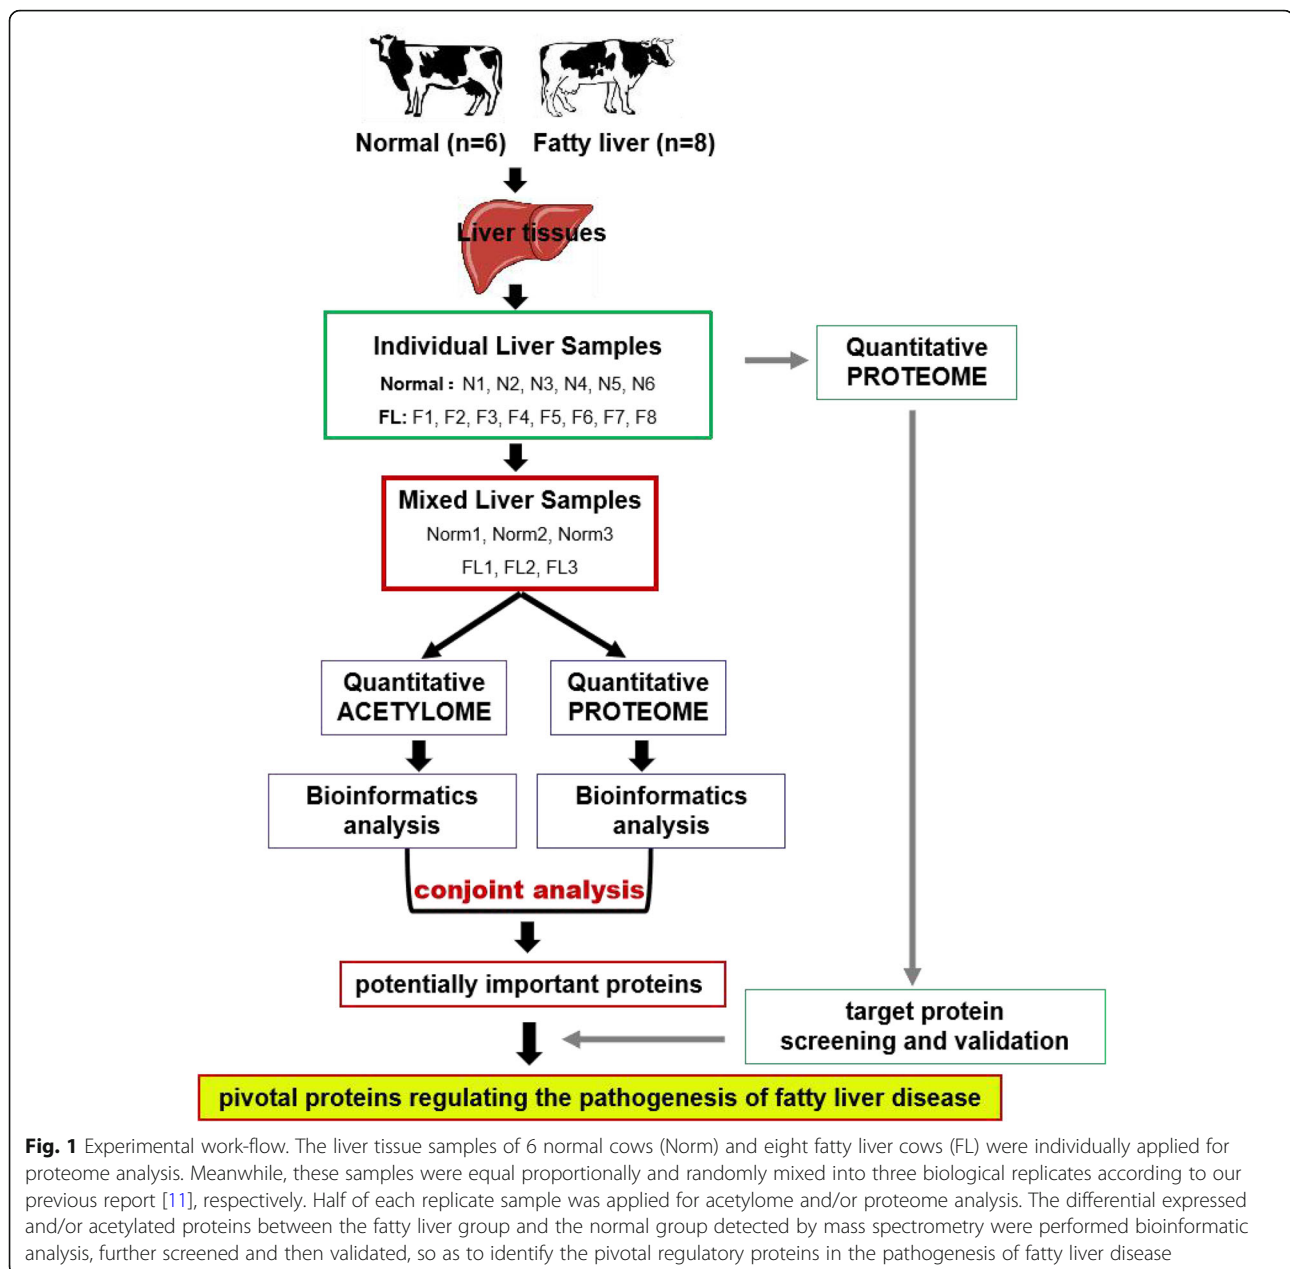 Normal (n=6) Fatty liver (n=8)
Liver tissues
Individual Liver Samples
Normal： N1, N2, N3, N4, N5, N6
FL: F1, F2, F3, F4, F5, F6, F7, F8
Quantitative
PROTEOME
Mixed Liver Samples
Norm1, Norm2, Norm3
FL1, FL2, FL3
Quantitative
ACETYLOME
Quantitative
PROTEOME
Bioinformatics
analysis
Bioinformatics
analysis
conjoint analysis
potentially important proteins
target protein
screening and validation
pivotal proteins regulating the pathogenesis of fatty liver disease
Fig. 1 Experimental work-flow. The liver tissue samples of 6 normal cows (Norm) and eight fatty liver cows (FL) were individually applied for
proteome analysis. Meanwhile, these samples were equal proportionally and randomly mixed into three biological replicates according to our
previous report [11], respectively. Half of each replicate sample was applied for acetylome and/or proteome analysis. The differential expressed
and/or acetylated proteins between the fatty liver group and the normal group detected by mass spectrometry were performed bioinformatic
analysis, further screened and then validated, so as to identify the pivotal regulatory proteins in the pathogenesis of fatty liver disease